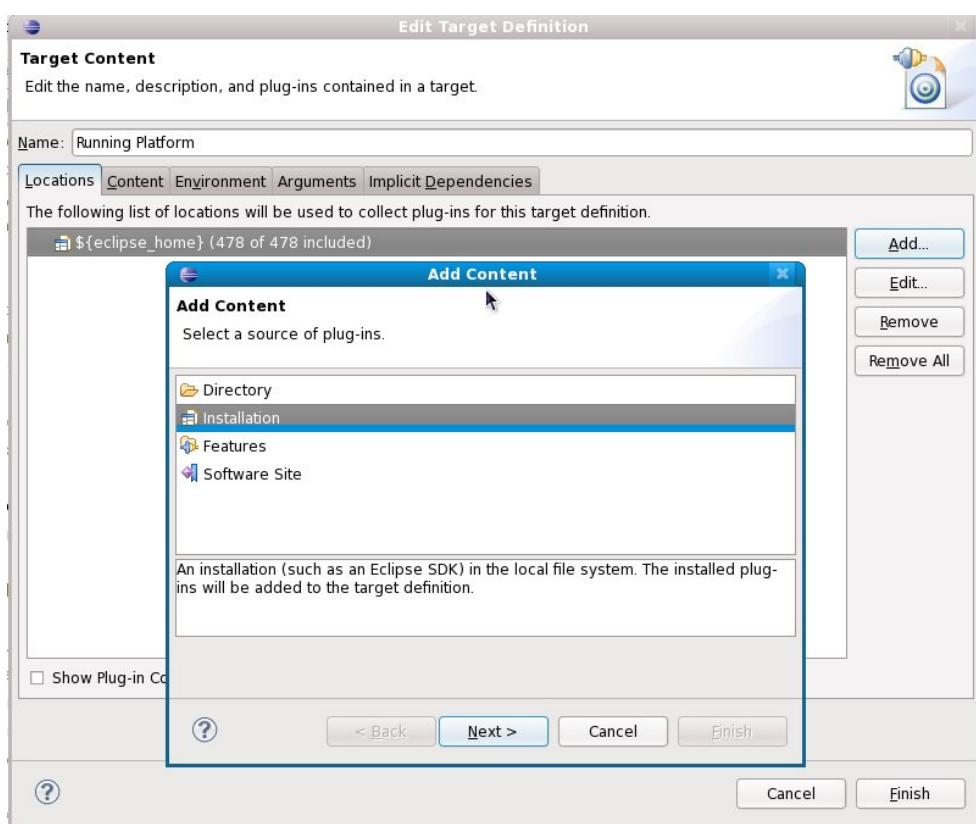 Edit Target Definition
Target Content
Edit the name, description, and plug-ins contained in a target.
Name: Running Platform
Locations Content Environment Arguments Implicit Dependencies
The following list of locations will be used to collect plug-ins for this target definition.
${eclipse_home} (478 of 478 included)
Add...
Edit...
Remove
Remove All
Add Content
Add Content
Select a source of plug-ins.
Directory
Installation
Features
Software Site
An installation (such as an Eclipse SDK) in the local file system. The installed plug-
ins will be added to the target definition.
Show Plug-in
< Back Next > Cancel Finish
Cancel Finish